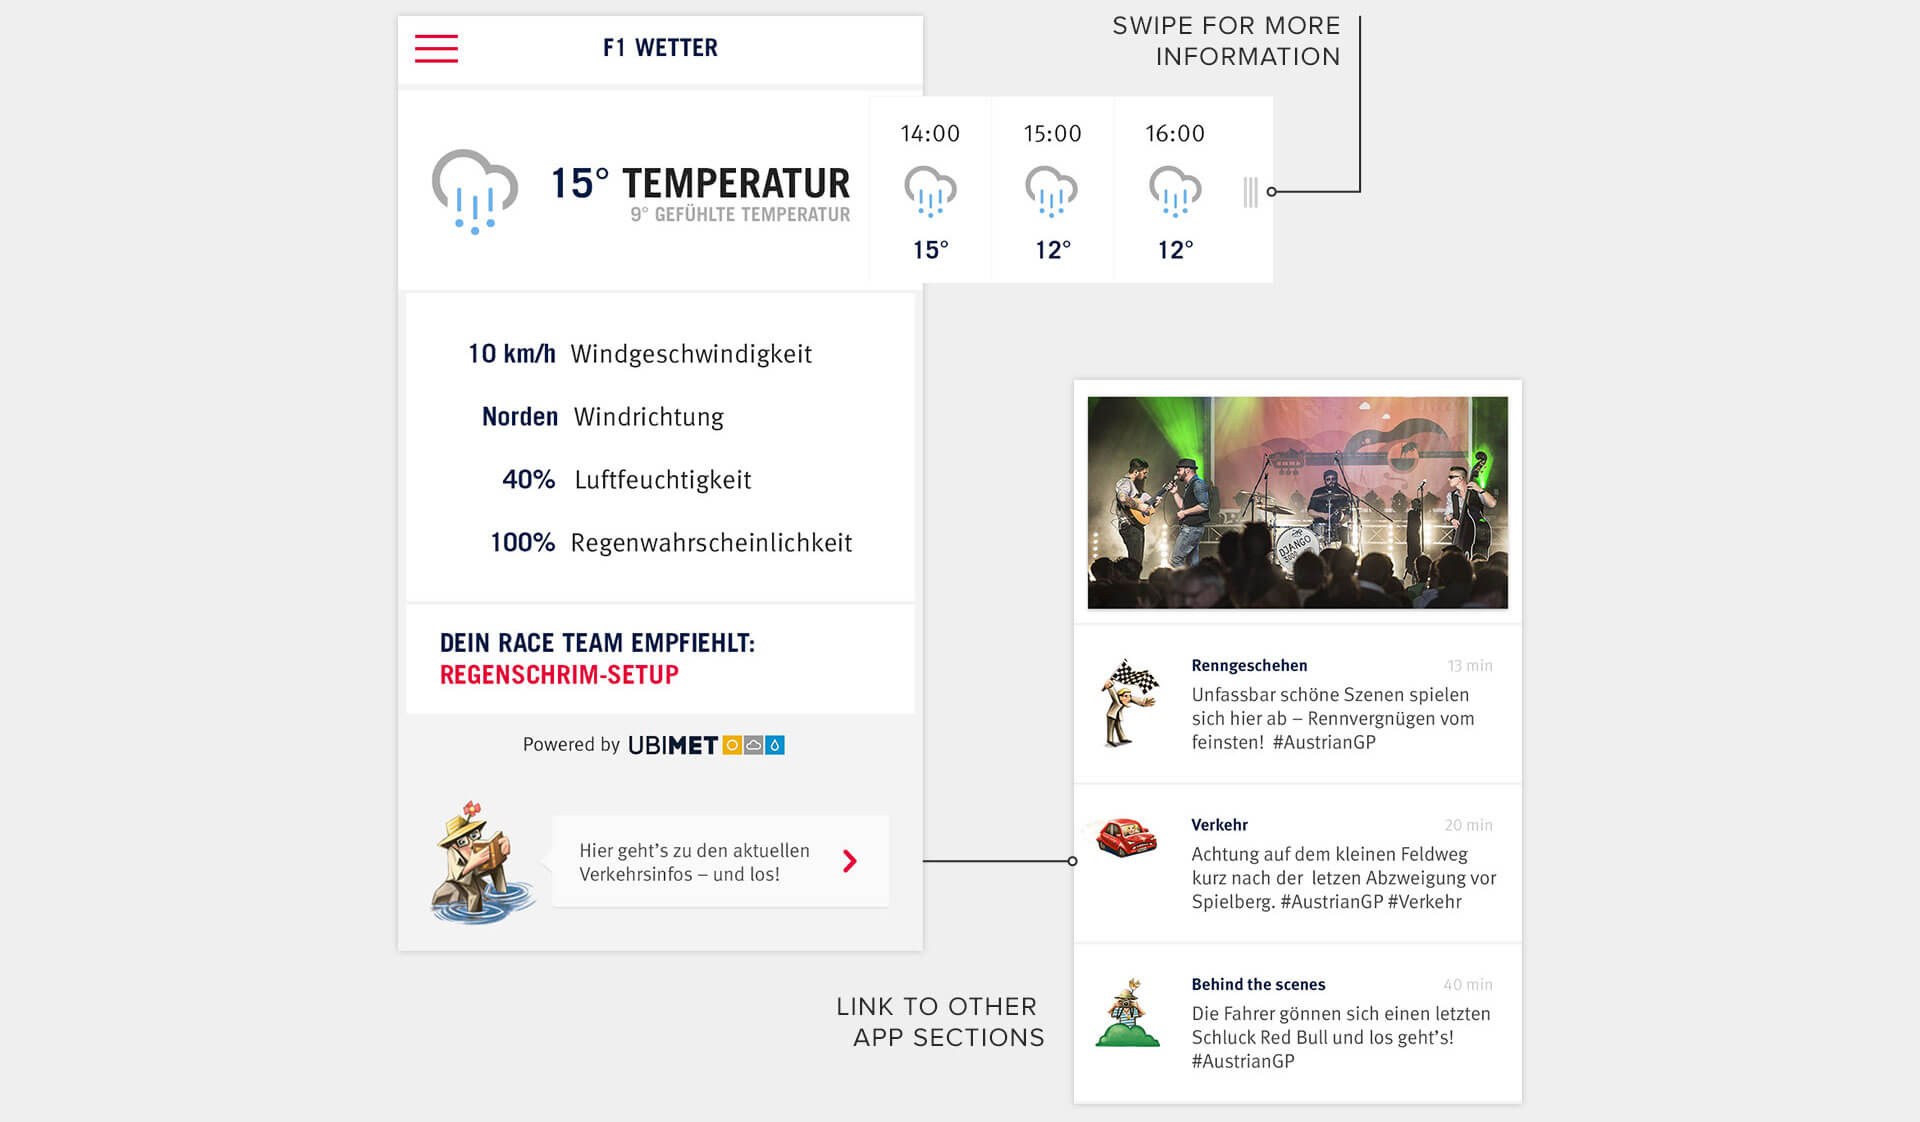 F1 WETTER
SWIPE FOR MORE
INFORMATION
15° TEMPERATUR
9° GEFÜHLTE TEMPERATUR
14:00
15°
15:00
12°
16:00
12°
10 km/h Windgeschwindigkeit
Norden Windrichtung
40% Luftfeuchtigkeit
100% Regenwahrscheinlichkeit
DEIN RACE TEAM EMPFIEHLT:
REGENSCHRIM-SETUP
Powered by UBIMET
Hier geht's zu den aktuellen
Verkehrsinfos – und los!
LINK TO OTHER
APP SECTIONS
DJANGO
3000
Renngeschehen 13 min
Unfassbar schöne Szenen spielen
sich hier ab – Rennvergnügen vom
feinsten! #AustrianGP
Verkehr 20 min
Achtung auf dem kleinen Feldweg
kurz nach der letzen Abzweigung vor
Spielberg. #AustrianGP #Verkehr
Behind the scenes 40 min
Die Fahrer gönnen sich einen letzten
Schluck Red Bull und los geht's!
#AustrianGP